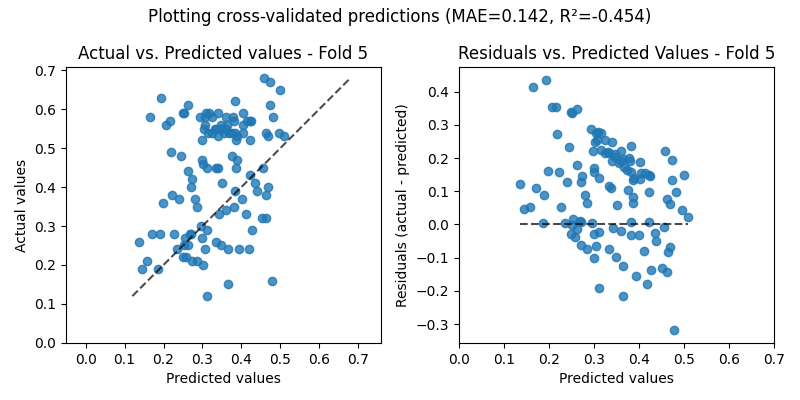 Plotting cross-validated predictions (MAE=0.142, R²=-0.454)
Actual vs. Predicted values - Fold 5
Actual values
0.7
0.6
0.5
0.4
0.3
0.2
0.1
0.0
0.0 0.1 0.2 0.3 0.4 0.5 0.6 0.7
Predicted values
Residuals vs. Predicted Values - Fold 5
Residuals (actual - predicted)
0.4
0.3
0.2
0.1
0.0
−0.1
−0.2
−0.3
0.0 0.1 0.2 0.3 0.4 0.5 0.6 0.7
Predicted values